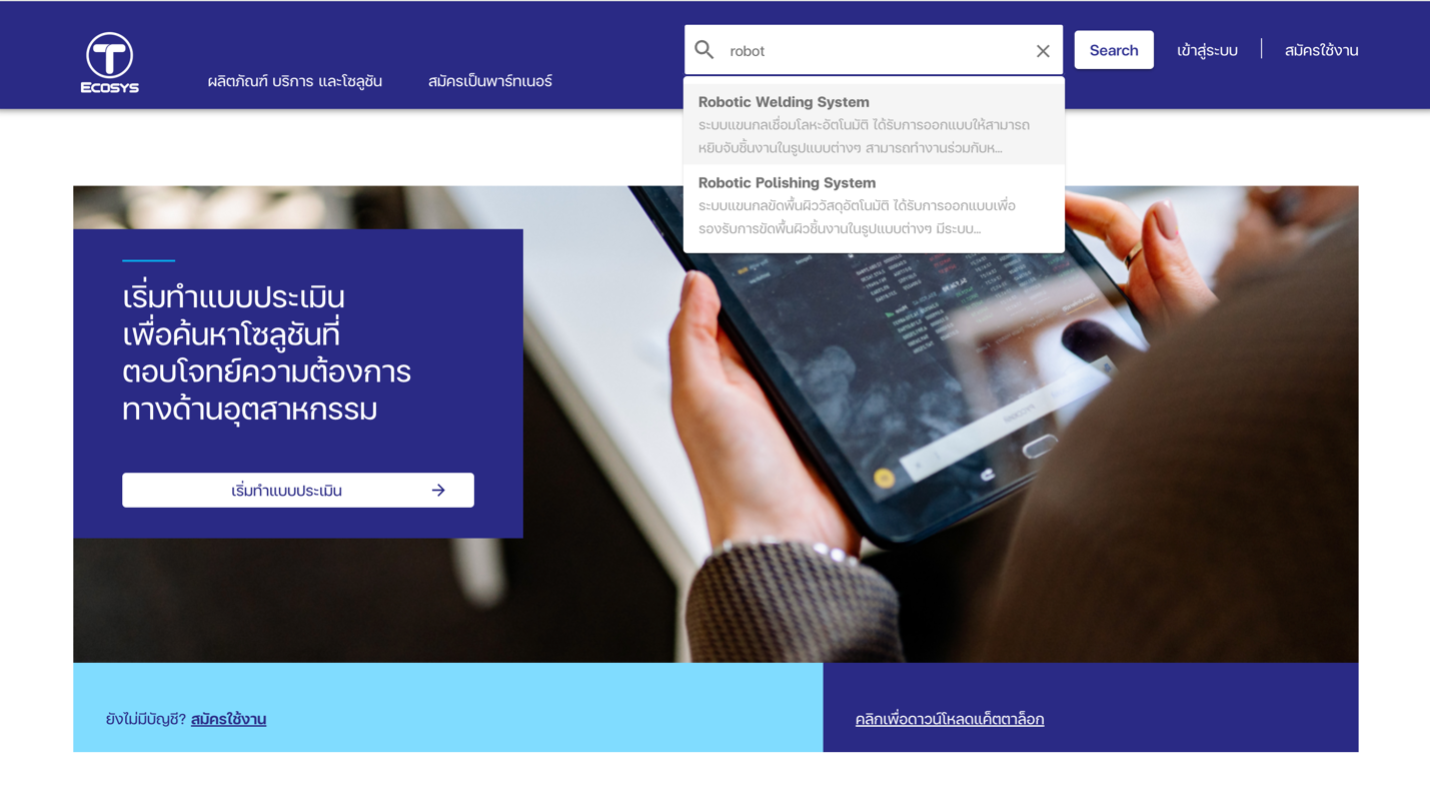 T
ECOSYS
ผลิตภัณฑ์ บริการ และโซลูชัน
สมัครเป็นพาร์ทเนอร์
robot
Search
เข้าสู่ระบบ
สมัครใช้งาน
Robotic Welding System
ระบบแขนกลเชื่อมโลหะอัตโนมัติ ได้รับการออกแบบให้สามารถ
หยิบจับชิ้นงานในรูปแบบต่างๆ สามารถทำงานร่วมกับห...
Robotic Polishing System
ระบบแขนกลขัดพื้นผิววัสดุอัตโนมัติ ได้รับการออกแบบเพื่อ
รองรับการขัดพื้นผิวชิ้นงานในรูปแบบต่างๆ มีระบบ...
เริ่มทำแบบประเมิน
เพื่อค้นหาโซลูชันที่
ตอบโจทย์ความต้องการ
ทางด้านอุตสาหกรรม
เริ่มทำแบบประเมิน
ยังไม่มีบัญชี? สมัครใช้งาน
คลิกเพื่อดาวน์โหลดแค็ตตาล็อก